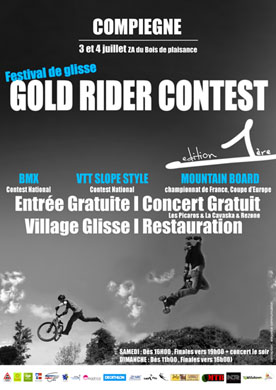 COMPIEGNE
3 et 4 juillet ZA du Bois de plaisance
Festival de glisse
GOLD RIDER CONTEST
edition 1ère
BMX
Contest National
VTT SLOPE STYLE
Contest National
MOUNTAIN BOARD
championnat de France, Coupe d'Europe
Entrée Gratuite | Concert Gratuit
Les Picaros & La Cavaska & Rezone
Village Glisse | Restauration
SAMEDI : Dès 16H00 , Finales vers 19h00 + concert le soir
DIMANCHE : Dès 11h00 , Finales vers 16h00)
DECATHLON